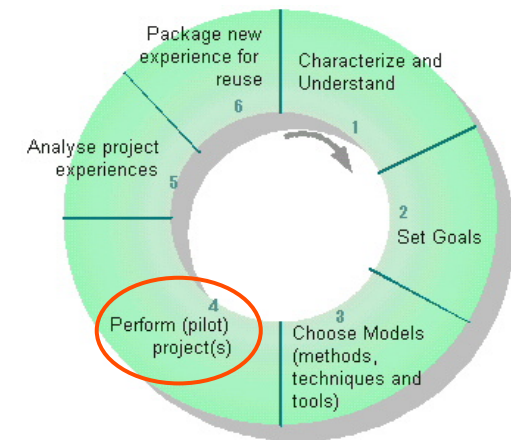 Characterize and
Understand
1
2
Set Goals
3
Choose Models
(methods,
techniques and
tools)
4
Perform (pilot)
project(s)
Analyse project
experiences
5
Package new
experience for
reuse
6